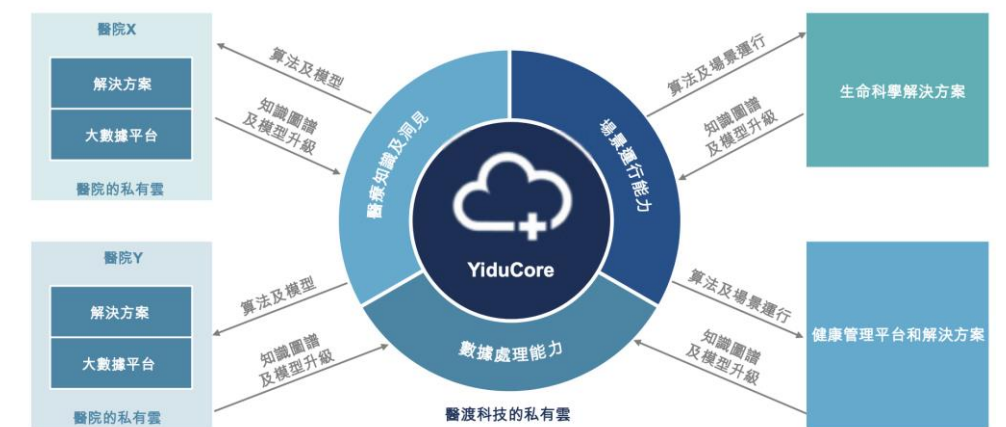 醫院X
解決方案
大數據平台
醫院的私有雲
算法及模型
知識圖譜
及模型升級
醫院Y
解決方案
大數據平台
醫院的私有雲
算法及模型
知識圖譜
及模型升級
醫療知識及洞見
場景運行能力
數據處理能力
YiduCore
醫渡科技的私有雲
算法及場景運行
知識圖譜
及模型升級
生命科學解決方案
算法及場景運行
知識圖譜
及模型升級
健康管理平台和解決方案